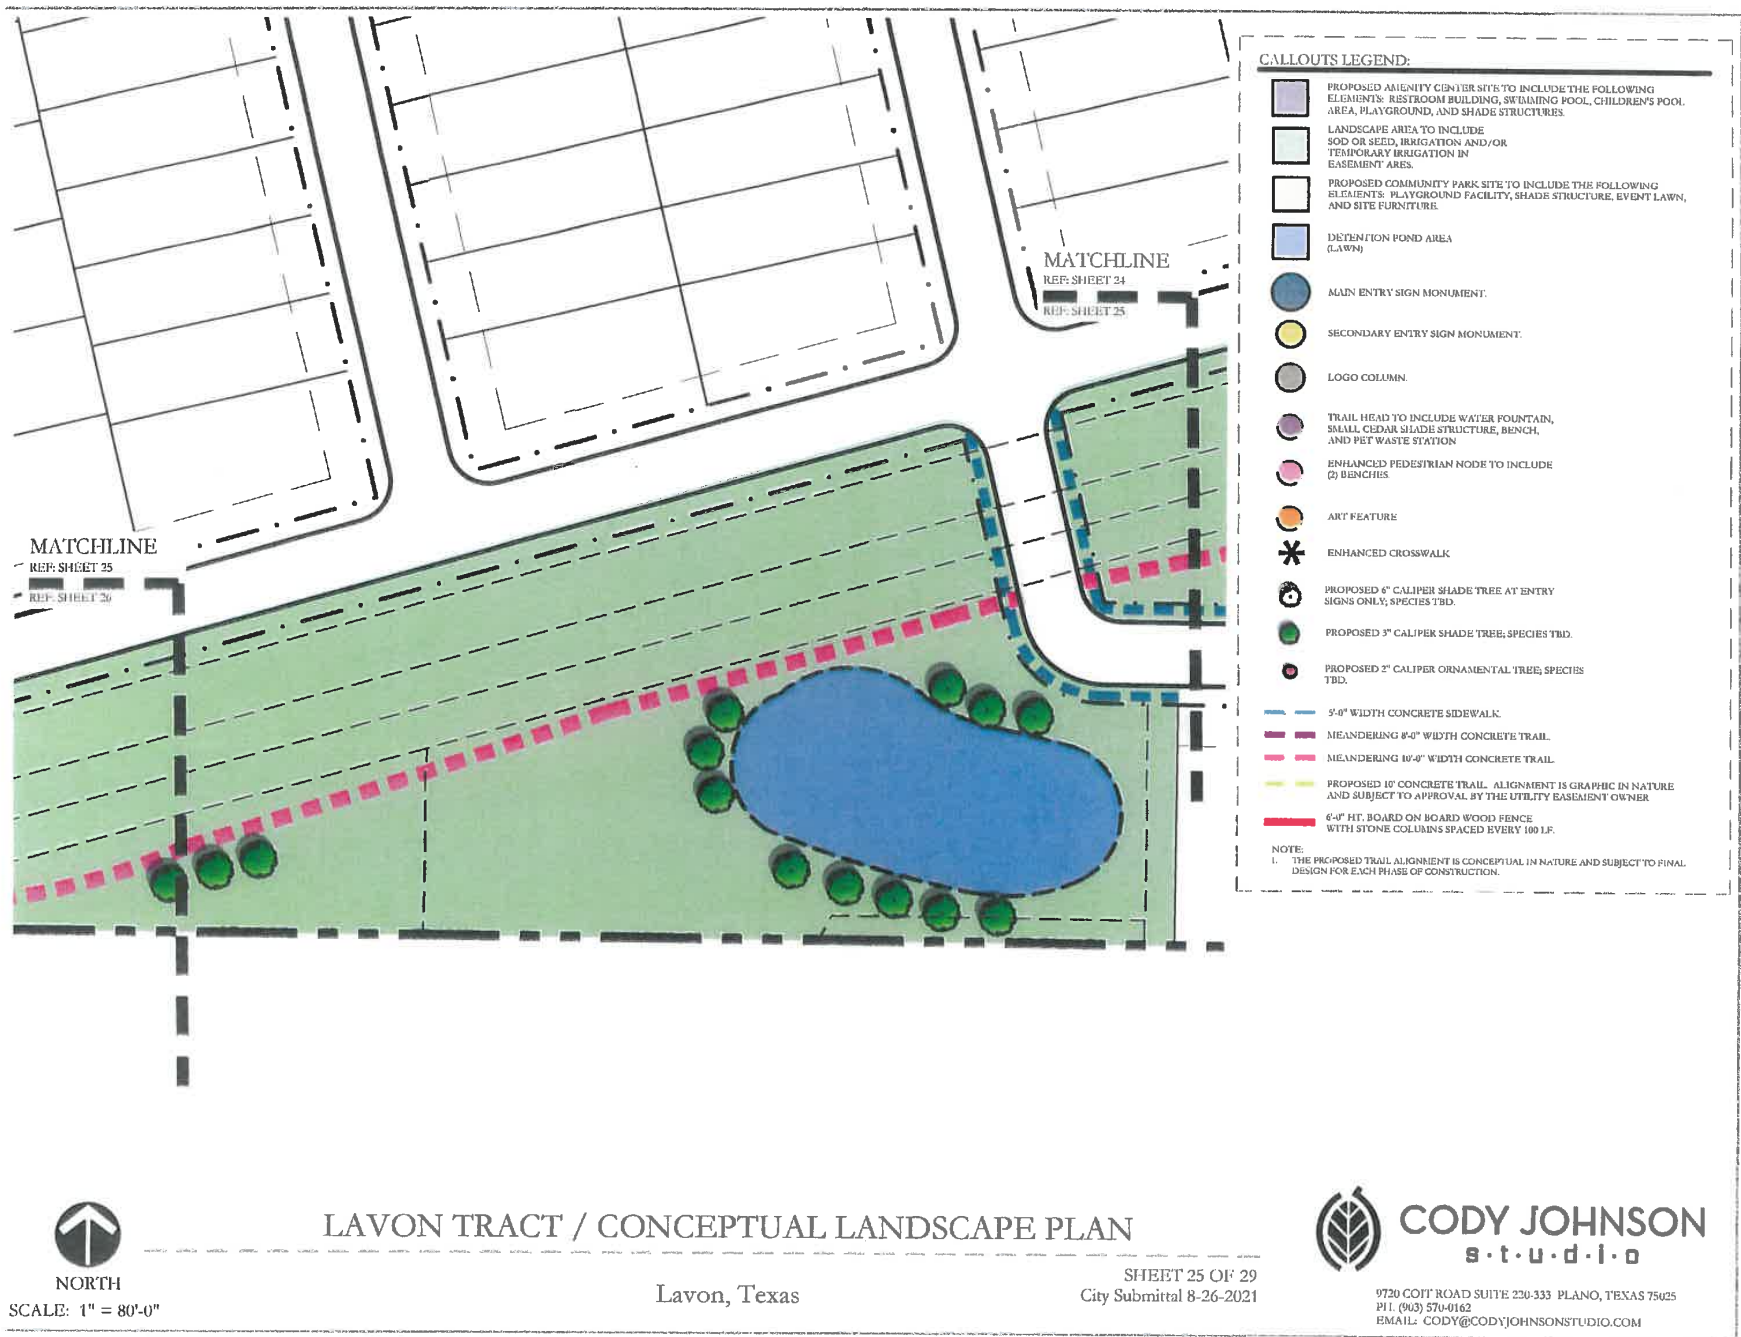 CALLOUTS LEGEND:
PROPOSED AMENITY CENTER SITE TO INCLUDE THE FOLLOWING
ELEMENTS: RESTROOM BUILDING, SWIMMING POOL, CHILDREN'S POOL
AREA, PLAYGROUND, AND SHADE STRUCTURES.
LANDSCAPE AREA TO INCLUDE
SOD OR SEED, IRRIGATION AND/OR
TEMPORARY IRRIGATION IN
EASEMENT ARES.
PROPOSED COMMUNITY PARK SITE TO INCLUDE THE FOLLOWING
ELEMENTS: PLAYGROUND FACILITY, SHADE STRUCTURE, EVENT LAWN,
AND SITE FURNITURE.
DETENTION POND AREA
(LAWN)
MAIN ENTRY SIGN MONUMENT.
SECONDARY ENTRY SIGN MONUMENT.
LOGO COLUMN.
TRAIL HEAD TO INCLUDE WATER FOUNTAIN,
SMALL CEDAR SHADE STRUCTURE, BENCH,
AND PET WASTE STATION
ENHANCED PEDESTRIAN NODE TO INCLUDE
(2) BENCHES.
ART FEATURE
ENHANCED CROSSWALK
PROPOSED 6" CALIPER SHADE TREE AT ENTRY
SIGNS ONLY; SPECIES TBD.
PROPOSED 3" CALIPER SHADE TREE; SPECIES TBD.
PROPOSED 2" CALIPER ORNAMENTAL TREE; SPECIES
TBD.
5'-0" WIDTH CONCRETE SIDEWALK.
MEANDERING 8'-0" WIDTH CONCRETE TRAIL.
MEANDERING 10'-0" WIDTH CONCRETE TRAIL.
PROPOSED 10' CONCRETE TRAIL. ALIGNMENT IS GRAPHIC IN NATURE
AND SUBJECT TO APPROVAL BY THE UTILITY EASEMENT OWNER
6'-0" HT. BOARD ON BOARD WOOD FENCE
WITH STONE COLUMNS SPACED EVERY 100 LF.
NOTE:
1. THE PROPOSED TRAIL ALIGNMENT IS CONCEPTUAL IN NATURE AND SUBJECT TO FINAL
DESIGN FOR EACH PHASE OF CONSTRUCTION.
MATCHLINE
REF: SHEET 24
REF: SHEET 25
MATCHLINE
REF: SHEET 25
REF: SHEET 26
NORTH
SCALE: 1" = 80'-0"
LAVON TRACT / CONCEPTUAL LANDSCAPE PLAN
Lavon, Texas
SHEET 25 OF 29
City Submittal 8-26-2021
CODY JOHNSON
s·t·u·d·i·o
9720 COIT ROAD SUITE 220-333 PLANO, TEXAS 75025
PH. (903) 570-0162
EMAIL: CODY@CODYJOHNSONSTUDIO.COM